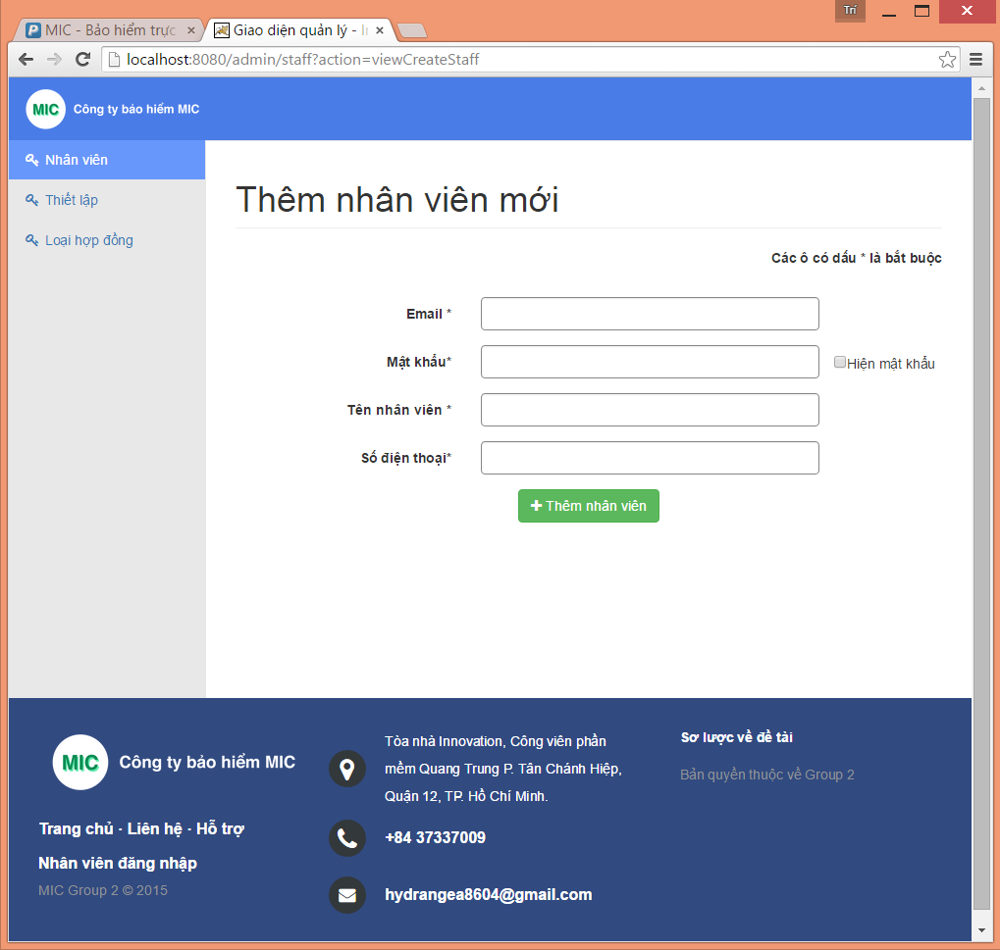 Trí
MIC - Bảo hiểm trực
Giao diện quản lý - I
localhost:8080/admin/staff?action=viewCreateStaff
MIC Công ty bảo hiểm MIC
Nhân viên
Thiết lập
Loại hợp đồng
Thêm nhân viên mới
Các ô có dấu * là bắt buộc
Email *
Mật khẩu*
Hiện mật khẩu
Tên nhân viên *
Số điện thoại*
Thêm nhân viên
MIC Công ty bảo hiểm MIC
Trang chủ · Liên hệ · Hỗ trợ
Nhân viên đăng nhập
MIC Group 2 © 2015
Tòa nhà Innovation, Công viên phần
mềm Quang Trung P. Tân Chánh Hiệp,
Quận 12, TP. Hồ Chí Minh.
+84 37337009
hydrangea8604@gmail.com
Sơ lược về đề tài
Bản quyền thuộc về Group 2